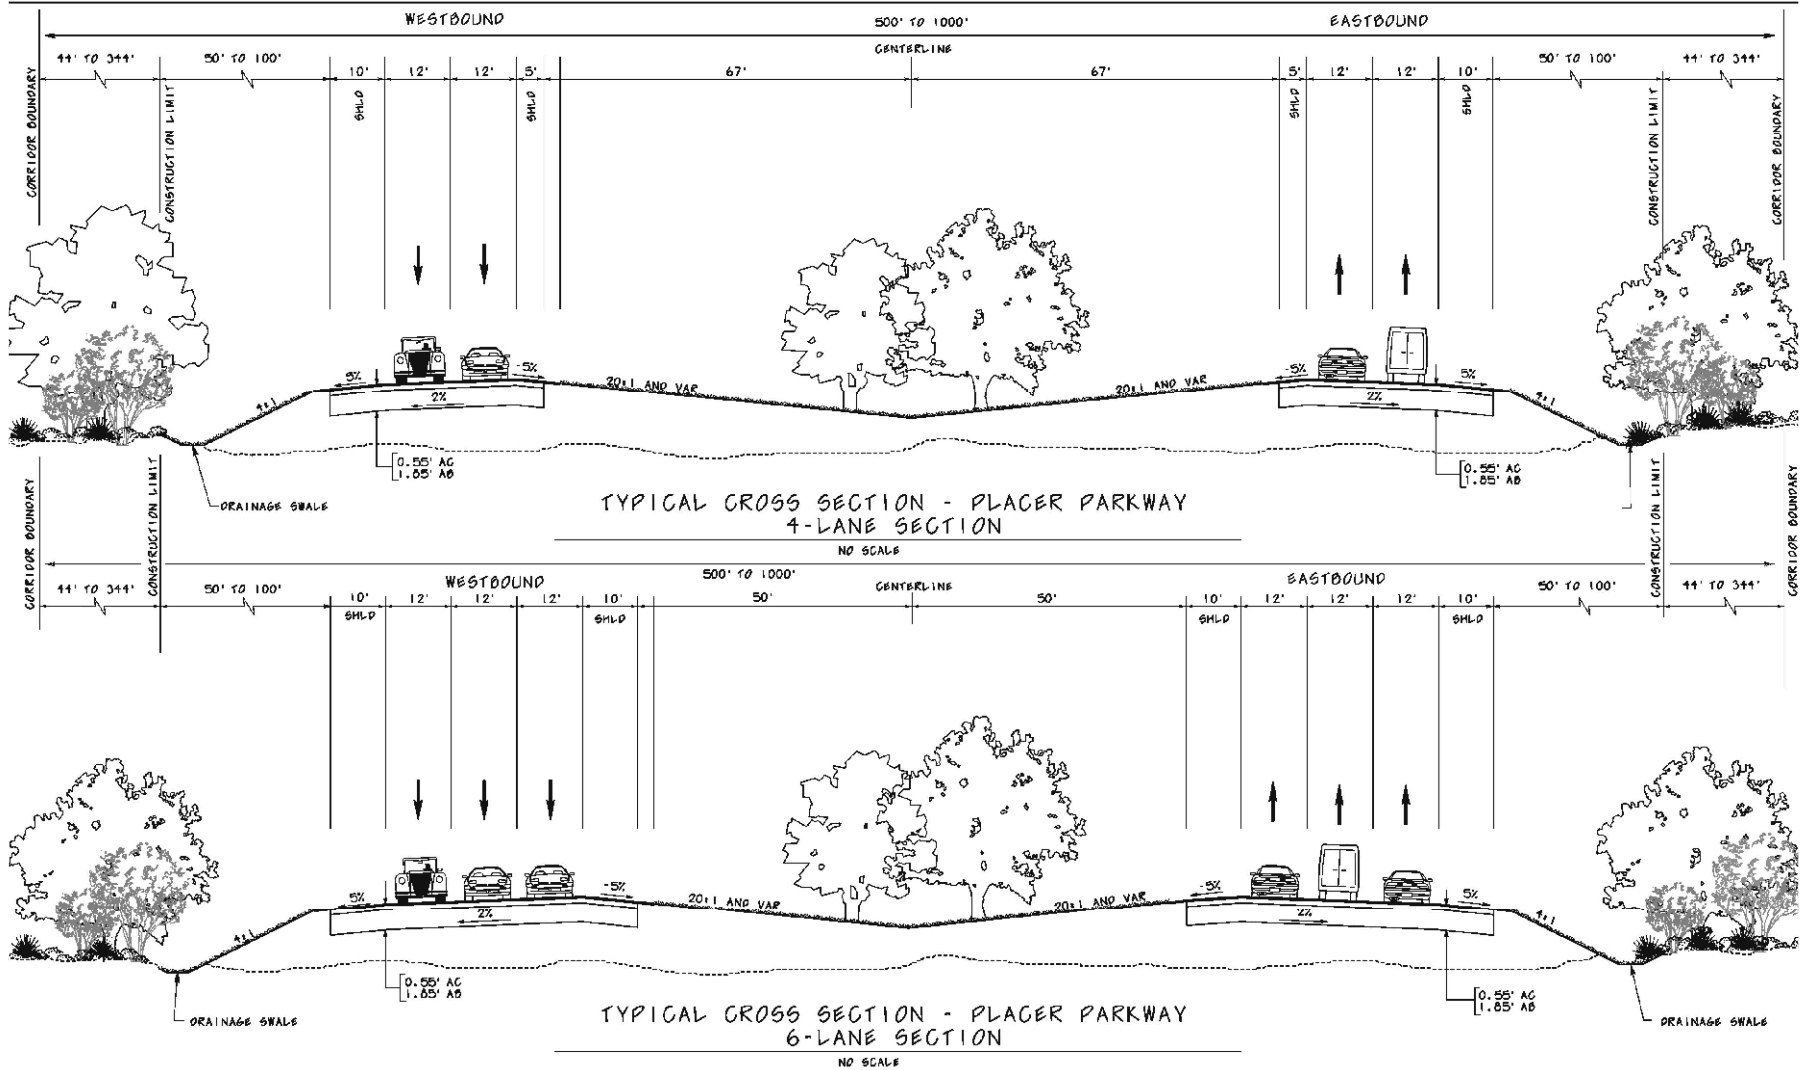 WESTBOUND 500' TO 1000' EASTBOUND
CENTERLINE
44' TO 344' 50' TO 100' 50' TO 100' 44' TO 344'
10' 12' 12' 5' 67' 67' 5' 12' 12' 10'
SHLD SHLD SHLD SHLD
CORRIDOR BOUNDARY
CONSTRUCTION LIMIT
CONSTRUCTION LIMIT
CORRIDOR BOUNDARY
5% -5% 20:1 AND VAR 20:1 AND VAR -5% 5%
4:1 2% 2% 4:1
0.55' AC
1.85' AB
0.55' AC
1.85' AB
DRAINAGE SWALE
TYPICAL CROSS SECTION - PLACER PARKWAY
4-LANE SECTION
NO SCALE
CORRIDOR BOUNDARY
CONSTRUCTION LIMIT
CONSTRUCTION LIMIT
CORRIDOR BOUNDARY
WESTBOUND 500' TO 1000' CENTERLINE EASTBOUND
44' TO 344' 50' TO 100' 50' TO 100' 44' TO 344'
10' 12' 12' 12' 10' 50' 50' 10' 12' 12' 12' 10'
SHLD SHLD SHLD SHLD
5% -5% 20:1 AND VAR 20:1 AND VAR -5% 5%
4:1 2% 2% 4:1
0.55' AC
1.85' AB
0.55' AC
1.85' AB
DRAINAGE SWALE
DRAINAGE SWALE
TYPICAL CROSS SECTION - PLACER PARKWAY
6-LANE SECTION
NO SCALE